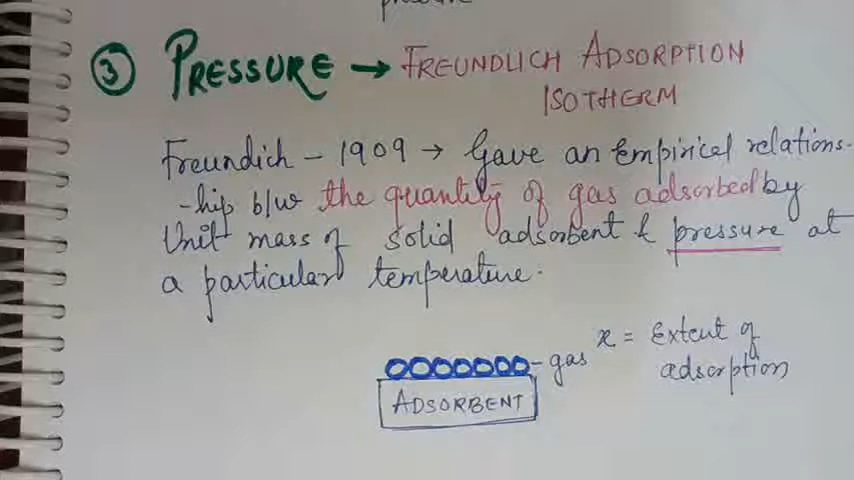 pressure
③ PRESSURE → FREUNDLICH ADSORPTION
ISOTHERM
Freundich - 1909 → Gave an Empirical relations-
-hip b/w the quantity of gas adsorbed by
Unit mass of solid adsorbent & pressure at
a particular temperature.
x = Extent of
adsorption
- gas
ADSORBENT